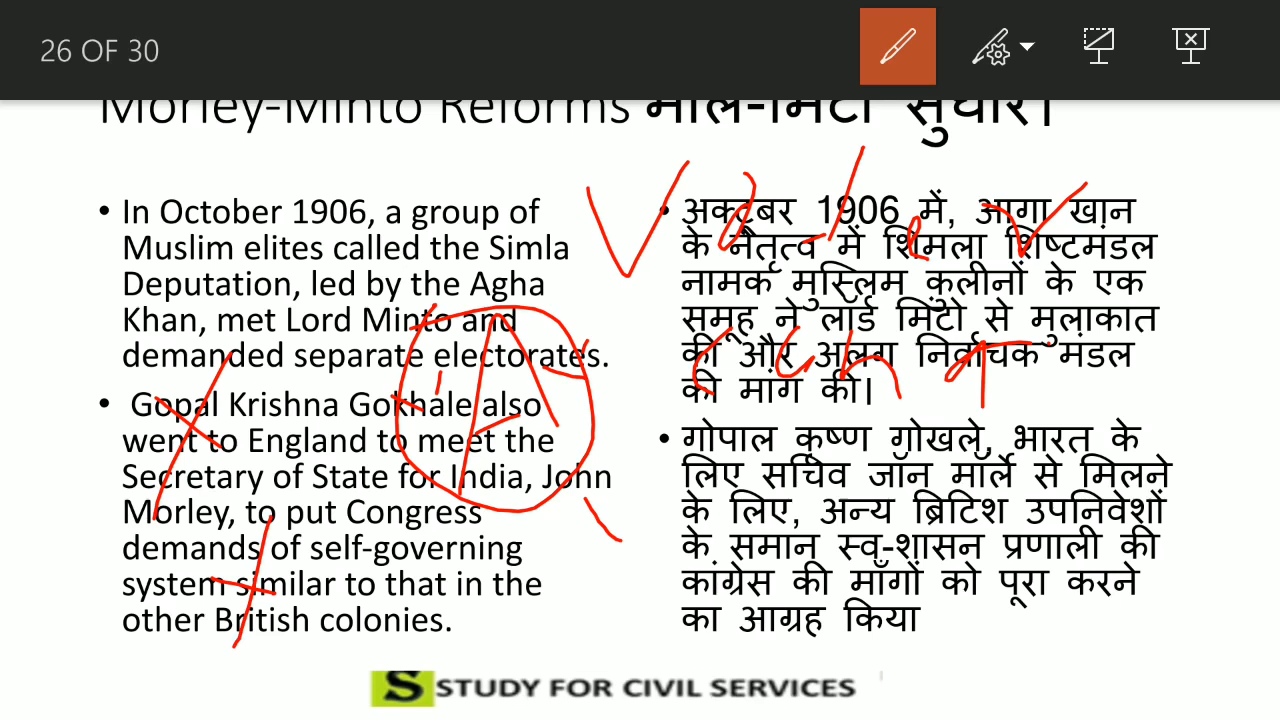 26 OF 30
Morley-Minto Reforms मार्ले-मिंटो सुधार।
• In October 1906, a group of
Muslim elites called the Simla
Deputation, led by the Agha
Khan, met Lord Minto and
demanded separate electorates.
• Gopal Krishna Gokhale also
went to England to meet the
Secretary of State for India, John
Morley, to put Congress
demands of self-governing
system similar to that in the
other British colonies.
• अक्टूबर 1906 में, आगा खान
के नेतृत्व में शिमला शिष्टमंडल
नामक मुस्लिम कुलीनों के एक
समूह ने लॉर्ड मिंटो से मुलाकात
की और अलग निर्वाचक मंडल
की मांग की।
• गोपाल कृष्ण गोखले, भारत के
लिए सचिव जॉन मॉर्ले से मिलने
के लिए, अन्य ब्रिटिश उपनिवेशों
के समान स्व-शासन प्रणाली की
कांग्रेस की माँगों को पूरा करने
का आग्रह किया
S STUDY FOR CIVIL SERVICES